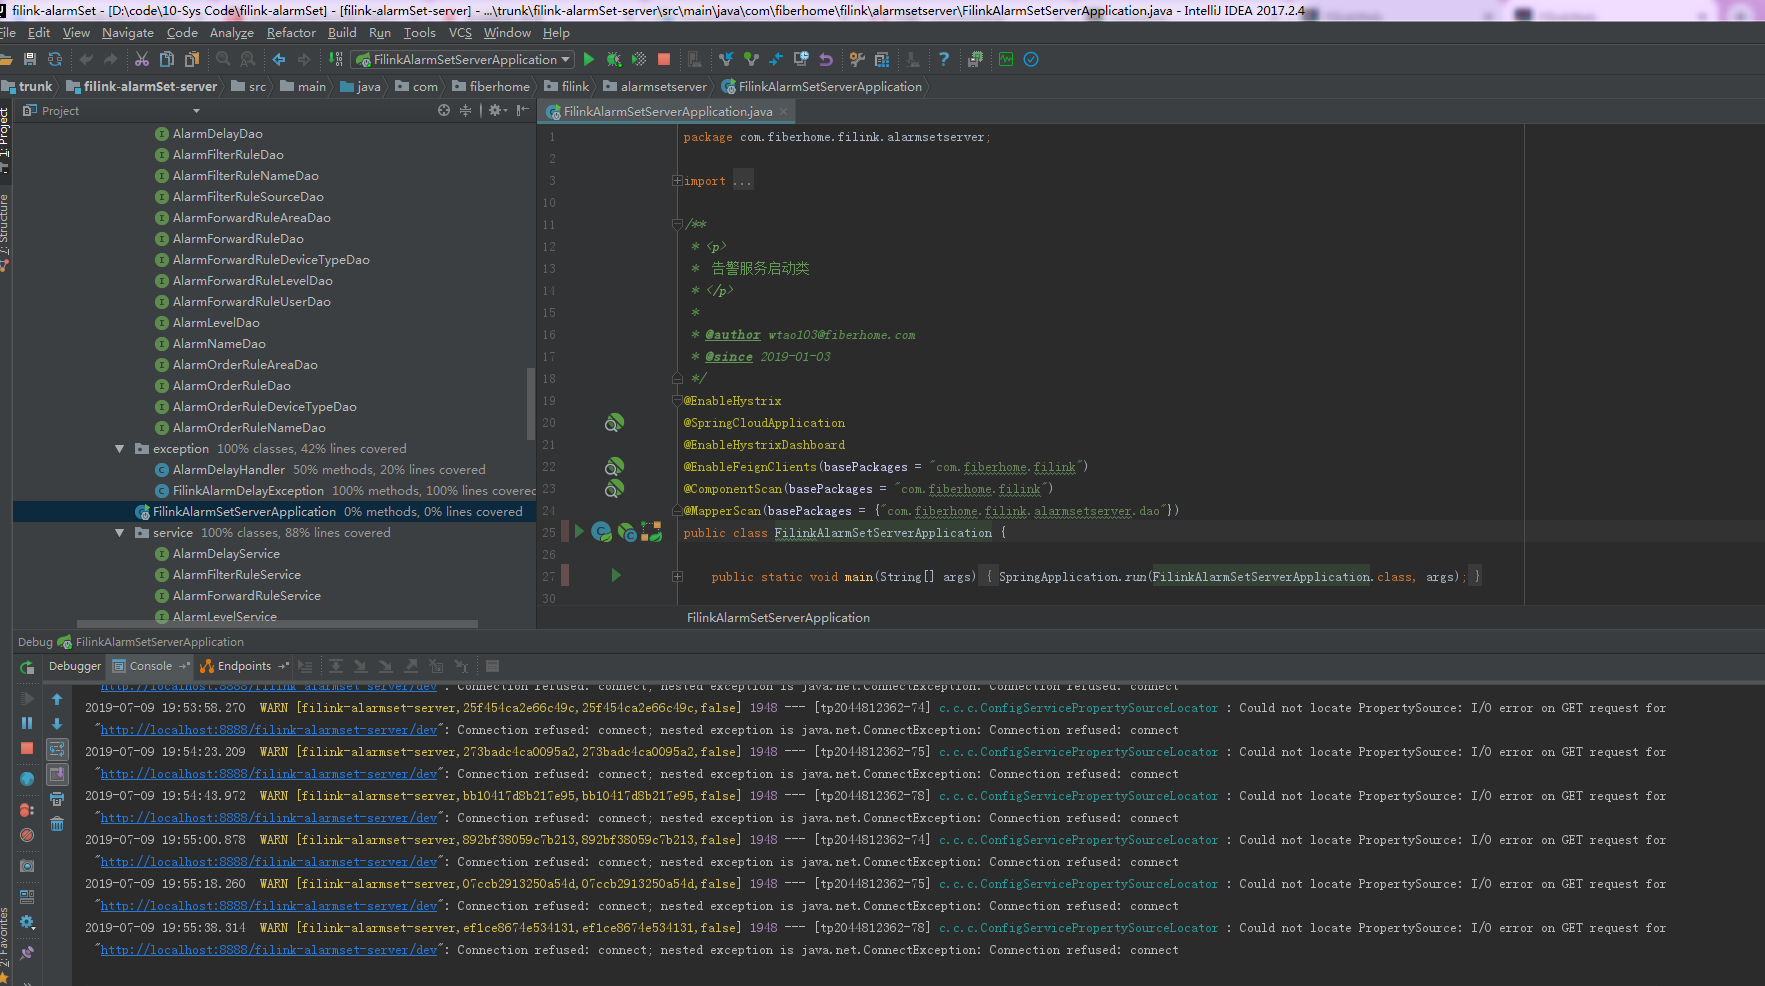 filink-alarmSet - [D:\code\10-Sys Code\filink-alarmSet] - [filink-alarmSet-server] - ...\trunk\filink-alarmSet-server\src\main\java\com\fiberhome\filink\alarmsetserver\FilinkAlarmSetServerApplication.java - IntelliJ IDEA 2017.2.4
File Edit View Navigate Code Analyze Refactor Build Run Tools VCS Window Help
FilinkAlarmSetServerApplication
trunk filink-alarmSet-server src main java com fiberhome filink alarmsetserver FilinkAlarmSetServerApplication
Project
FilinkAlarmSetServerApplication.java
1: Project
7: Structure
2: Favorites
AlarmDelayDao
AlarmFilterRuleDao
AlarmFilterRuleNameDao
AlarmFilterRuleSourceDao
AlarmForwardRuleAreaDao
AlarmForwardRuleDao
AlarmForwardRuleDeviceTypeDao
AlarmForwardRuleLevelDao
AlarmForwardRuleUserDao
AlarmLevelDao
AlarmNameDao
AlarmOrderRuleAreaDao
AlarmOrderRuleDao
AlarmOrderRuleDeviceTypeDao
AlarmOrderRuleNameDao
exception 100% classes, 42% lines covered
AlarmDelayHandler 50% methods, 20% lines covered
FilinkAlarmDelayException 100% methods, 100% lines covered
FilinkAlarmSetServerApplication 0% methods, 0% lines covered
service 100% classes, 88% lines covered
AlarmDelayService
AlarmFilterRuleService
AlarmForwardRuleService
AlarmLevelService
1 package com.fiberhome.filink.alarmsetserver;
2
3 import ...
10
11 /**
12 * <p>
13 * 告警服务启动类
14 * </p>
15 *
16 * @author wtao103@fiberhome.com
17 * @since 2019-01-03
18 */
19 @EnableHystrix
20 @SpringCloudApplication
21 @EnableHystrixDashboard
22 @EnableFeignClients(basePackages = "com.fiberhome.filink")
23 @ComponentScan(basePackages = "com.fiberhome.filink")
24 @MapperScan(basePackages = {"com.fiberhome.filink.alarmsetserver.dao"})
25 public class FilinkAlarmSetServerApplication {
26
27 public static void main(String[] args) { SpringApplication.run(FilinkAlarmSetServerApplication.class, args); }
30
FilinkAlarmSetServerApplication
Debug FilinkAlarmSetServerApplication
Debugger Console Endpoints
"http://localhost:8888/filink-alarmset-server/dev": Connection refused: connect; nested exception is java.net.ConnectException: Connection refused: connect
2019-07-09 19:53:58.270 WARN [filink-alarmset-server,25f454ca2e66c49c,25f454ca2e66c49c,false] 1948 --- [tp2044812362-74] c.c.c.ConfigServicePropertySourceLocator : Could not locate PropertySource: I/O error on GET request for
"http://localhost:8888/filink-alarmset-server/dev": Connection refused: connect; nested exception is java.net.ConnectException: Connection refused: connect
2019-07-09 19:54:23.209 WARN [filink-alarmset-server,273badc4ca0095a2,273badc4ca0095a2,false] 1948 --- [tp2044812362-75] c.c.c.ConfigServicePropertySourceLocator : Could not locate PropertySource: I/O error on GET request for
"http://localhost:8888/filink-alarmset-server/dev": Connection refused: connect; nested exception is java.net.ConnectException: Connection refused: connect
2019-07-09 19:54:43.972 WARN [filink-alarmset-server,bb10417d8b217e95,bb10417d8b217e95,false] 1948 --- [tp2044812362-78] c.c.c.ConfigServicePropertySourceLocator : Could not locate PropertySource: I/O error on GET request for
"http://localhost:8888/filink-alarmset-server/dev": Connection refused: connect; nested exception is java.net.ConnectException: Connection refused: connect
2019-07-09 19:55:00.878 WARN [filink-alarmset-server,892bf38059c7b213,892bf38059c7b213,false] 1948 --- [tp2044812362-74] c.c.c.ConfigServicePropertySourceLocator : Could not locate PropertySource: I/O error on GET request for
"http://localhost:8888/filink-alarmset-server/dev": Connection refused: connect; nested exception is java.net.ConnectException: Connection refused: connect
2019-07-09 19:55:18.260 WARN [filink-alarmset-server,07ccb2913250a54d,07ccb2913250a54d,false] 1948 --- [tp2044812362-75] c.c.c.ConfigServicePropertySourceLocator : Could not locate PropertySource: I/O error on GET request for
"http://localhost:8888/filink-alarmset-server/dev": Connection refused: connect; nested exception is java.net.ConnectException: Connection refused: connect
2019-07-09 19:55:38.314 WARN [filink-alarmset-server,ef1ce8674e534131,ef1ce8674e534131,false] 1948 --- [tp2044812362-78] c.c.c.ConfigServicePropertySourceLocator : Could not locate PropertySource: I/O error on GET request for
"http://localhost:8888/filink-alarmset-server/dev": Connection refused: connect; nested exception is java.net.ConnectException: Connection refused: connect